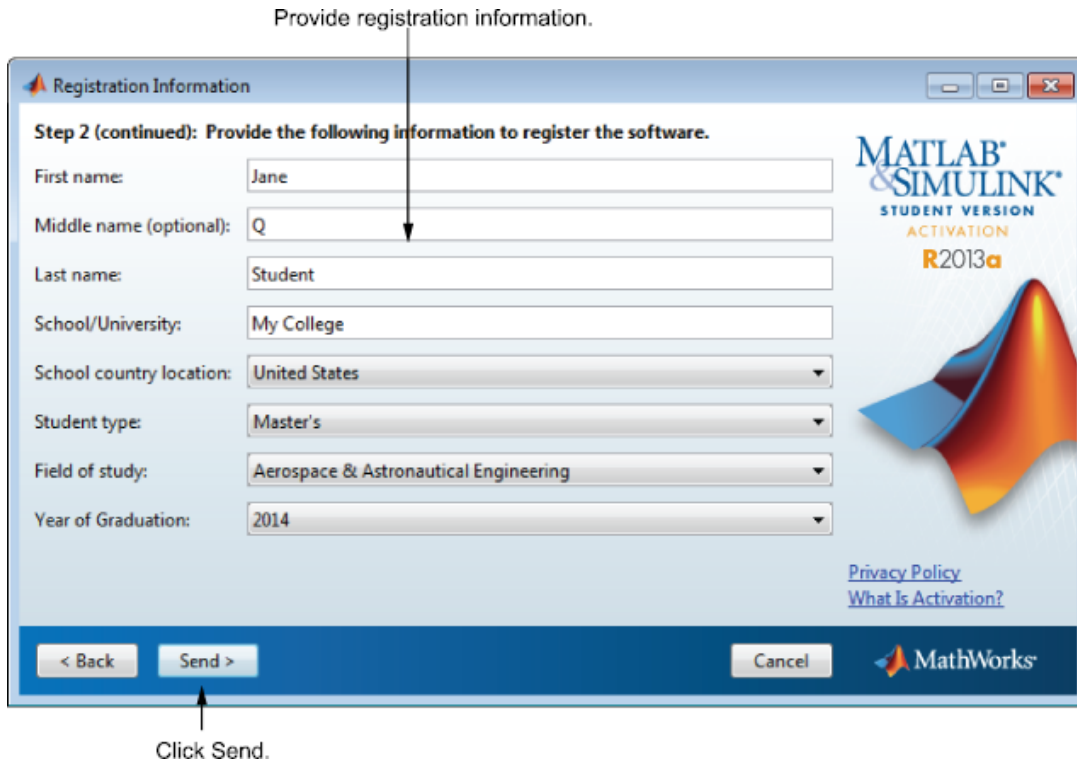 Provide registration information.
Registration Information
Step 2 (continued): Provide the following information to register the software.
First name: Jane
Middle name (optional): Q
Last name: Student
School/University: My College
School country location: United States
Student type: Master's
Field of study: Aerospace & Astronautical Engineering
Year of Graduation: 2014
MATLAB®
&SIMULINK®
STUDENT VERSION
ACTIVATION
R2013a
Privacy Policy
What Is Activation?
< Back Send > Cancel MathWorks®
Click Send.